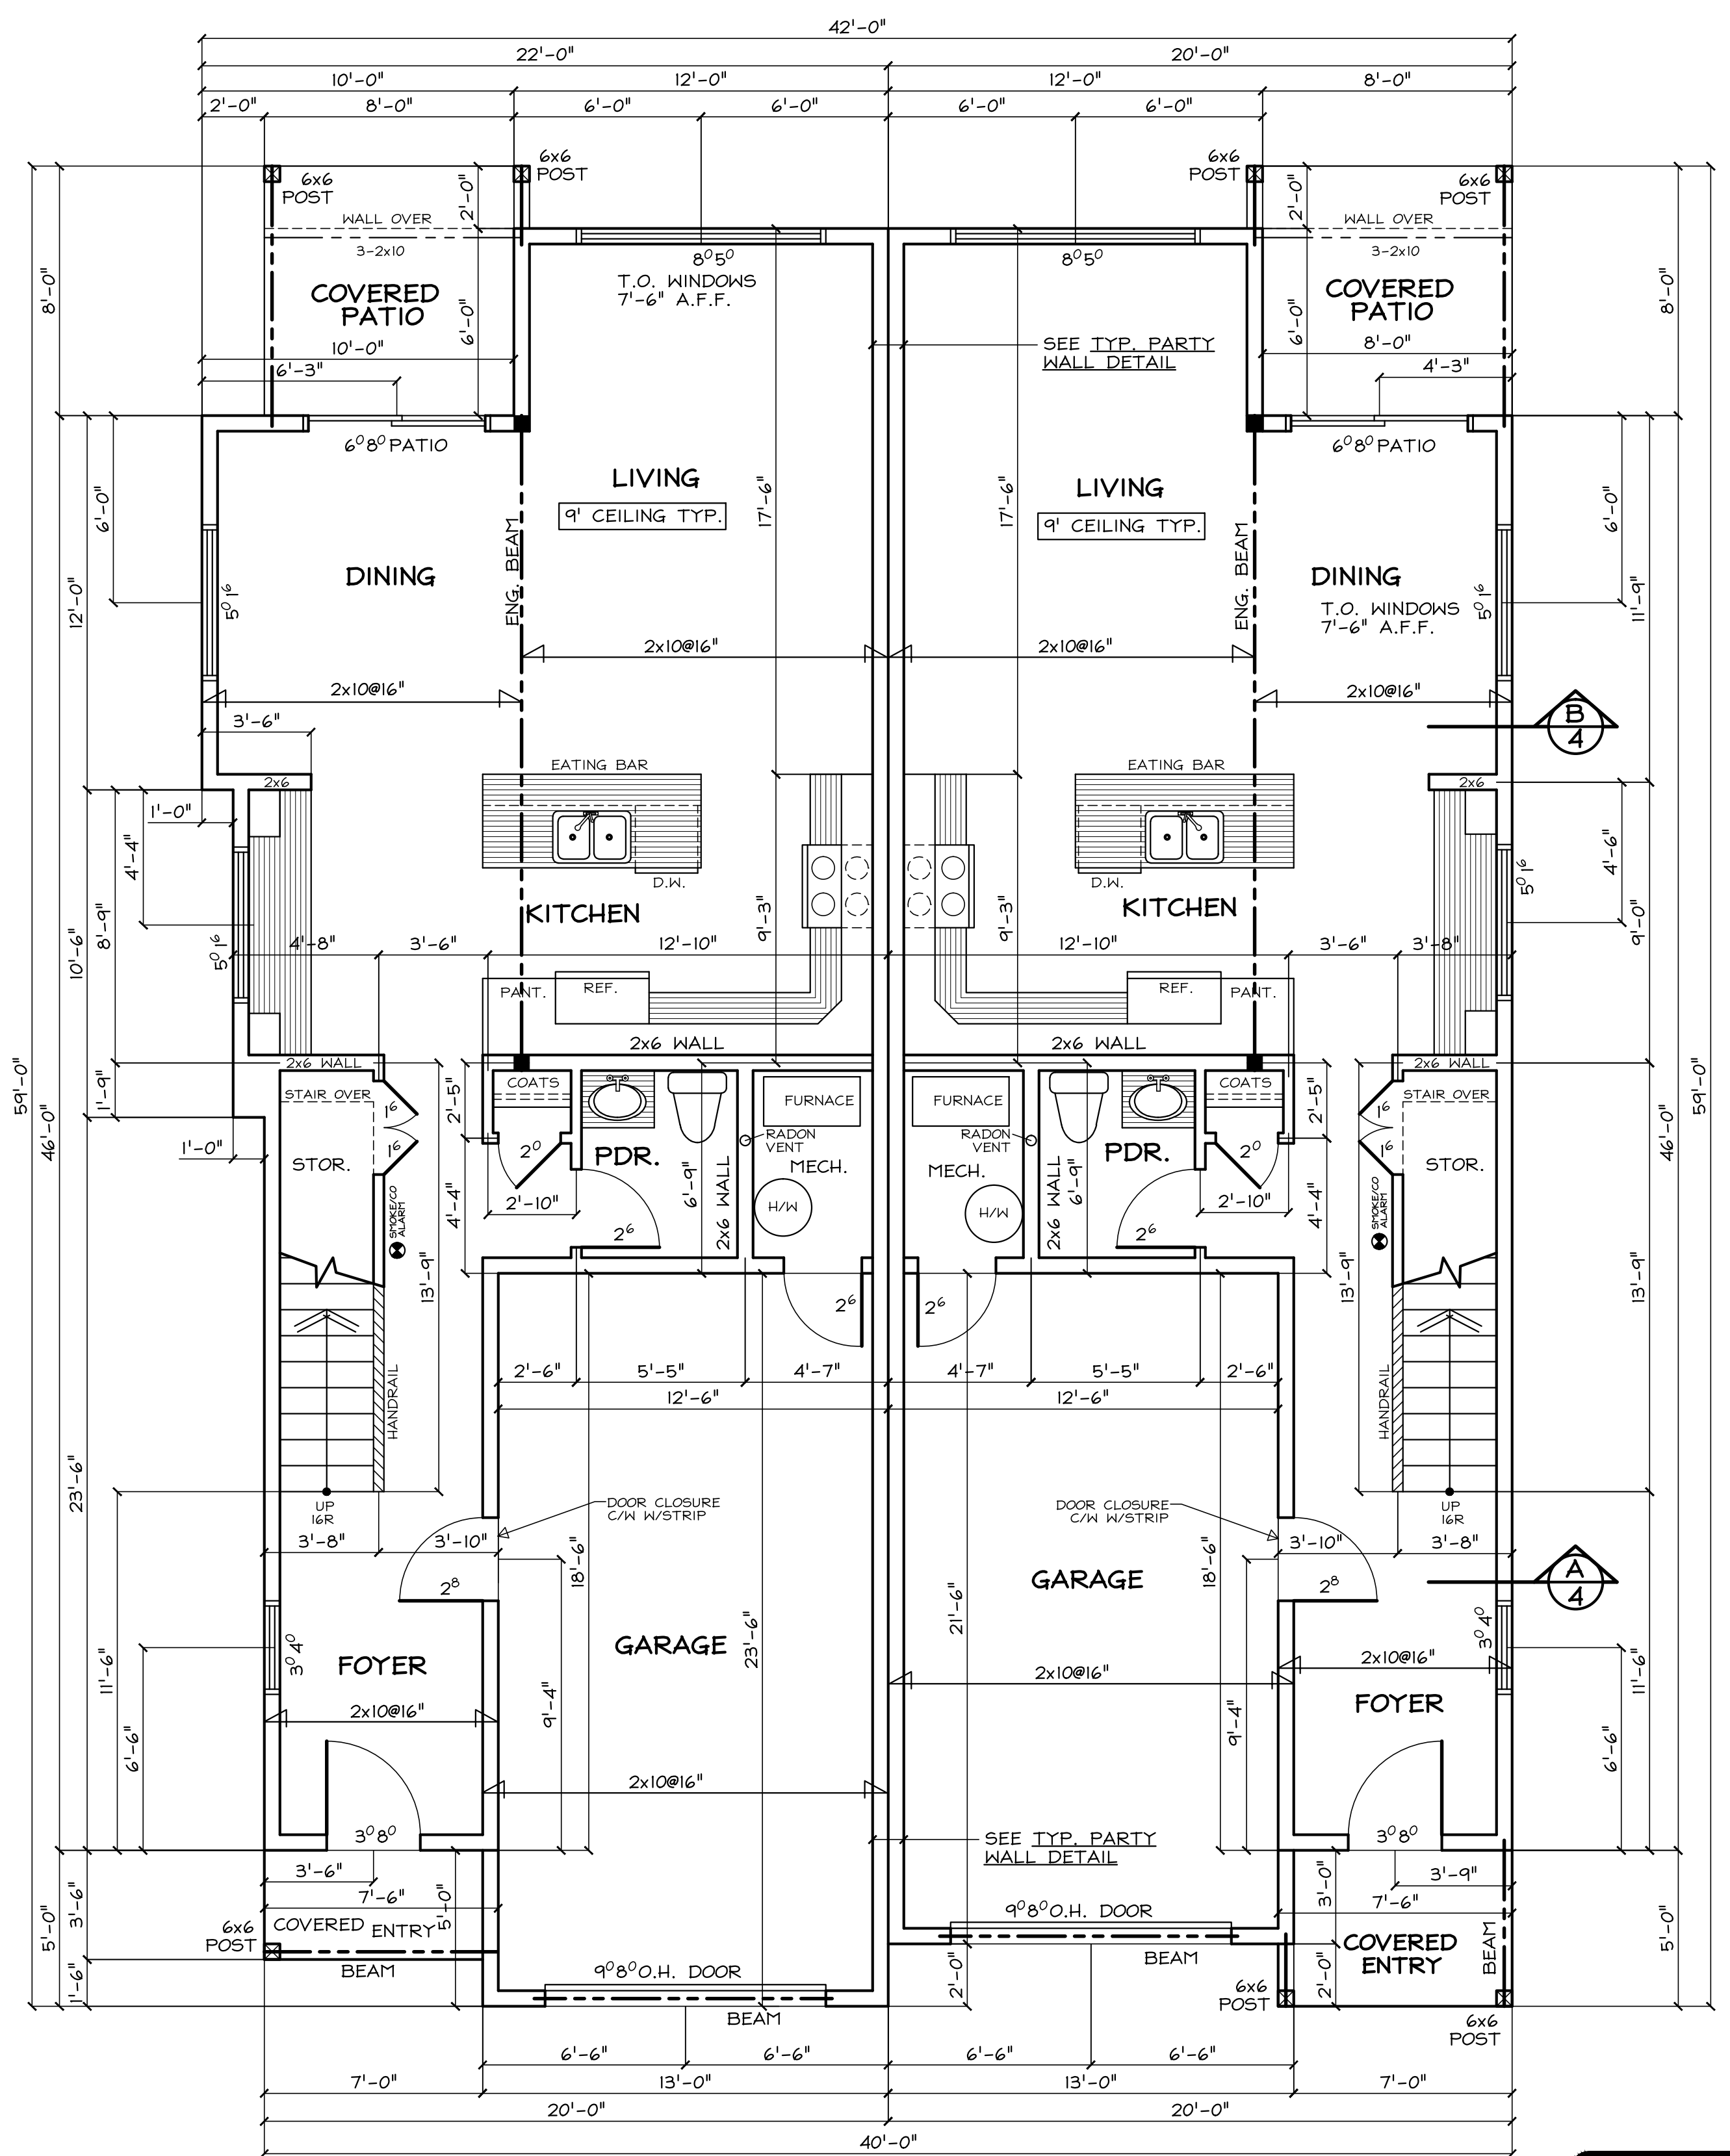 42'-0"
22'-0" 20'-0"
10'-0" 12'-0" 12'-0" 8'-0"
2'-0" 8'-0" 6'-0" 6'-0" 6'-0" 6'-0"
6x6 POST
6x6 POST
6x6 POST
6x6 POST
2'-0" 2'-0"
WALL OVER WALL OVER
3-2x10 3-2x10
8⁰5⁰ 8⁰5⁰
T.O. WINDOWS
7'-6" A.F.F.
8'-0" 8'-0"
COVERED
PATIO
COVERED
PATIO
6'-0" 6'-0"
SEE TYP. PARTY
WALL DETAIL
10'-0" 8'-0"
6'-3" 4'-3"
6⁰8⁰ PATIO 6⁰8⁰ PATIO
LIVING LIVING
9' CEILING TYP. 9' CEILING TYP.
17'-6" 17'-6"
6'-0" 6'-0"
ENG. BEAM ENG. BEAM
DINING DINING
T.O. WINDOWS
7'-6" A.F.F.
5⁰1⁶ 5⁰1⁶
12'-0" 11'-9"
2x10@16" 2x10@16"
2x10@16" 2x10@16"
B
4
3'-6"
EATING BAR EATING BAR
2x6 2x6
1'-0"
4'-4" 4'-6"
D.W. D.W.
KITCHEN KITCHEN
5⁰1⁶ 5⁰1⁶
8'-9" 9'-3" 9'-3" 9'-0"
10'-6"
4'-8" 3'-6" 12'-10" 12'-10" 3'-6" 3'-8"
PANT. REF. REF. PANT.
2x6 WALL 2x6 WALL
2x6 WALL 2x6 WALL
59'-0" 59'-0"
46'-0" 46'-0"
1'-9"
STAIR OVER COATS FURNACE FURNACE COATS STAIR OVER
2'-5" 2'-5"
1⁶ 1⁶
1⁶ 1⁶
RADON
VENT
RADON
VENT
1'-0"
STOR. 2⁰ PDR. MECH. MECH. PDR. 2⁰ STOR.
4'-4" 6'-9" 2x6 WALL 2x6 WALL 6'-9" 4'-4"
2'-10" H/W H/W 2'-10"
SMOKE/CO
ALARM
SMOKE/CO
ALARM
2⁶ 2⁶
13'-9" 13'-9" 13'-9"
2⁶ 2⁶
2'-6" 5'-5" 4'-7" 4'-7" 5'-5" 2'-6"
12'-6" 12'-6"
HANDRAIL HANDRAIL
23'-6"
UP
16R
UP
16R
DOOR CLOSURE
C/W W/STRIP
DOOR CLOSURE
C/W W/STRIP
3'-8" 3'-10" 3'-10" 3'-8"
18'-6" 18'-6"
2⁸ 2⁸
A
4
GARAGE GARAGE
23'-6" 21'-6"
3⁰4⁰ 3⁰4⁰
FOYER FOYER
11'-6" 11'-6"
2x10@16" 2x10@16"
2x10@16" 2x10@16"
9'-4" 9'-4"
6'-6" 6'-6"
3⁰8⁰ 3⁰8⁰
SEE TYP. PARTY
WALL DETAIL
3'-6" 3'-9"
7'-6" 7'-6"
5'-0" 3'-6" 5'-0" 3'-0" 5'-0"
COVERED ENTRY
6x6
POST
BEAM
9⁰8⁰O.H. DOOR
BEAM
COVERED
ENTRY
BEAM
9⁰8⁰O.H. DOOR
BEAM
1'-6" 2'-0" 2'-0"
6x6
POST
6x6
POST
6'-6" 6'-6" 6'-6" 6'-6"
7'-0" 13'-0" 13'-0" 7'-0"
20'-0" 20'-0"
40'-0"